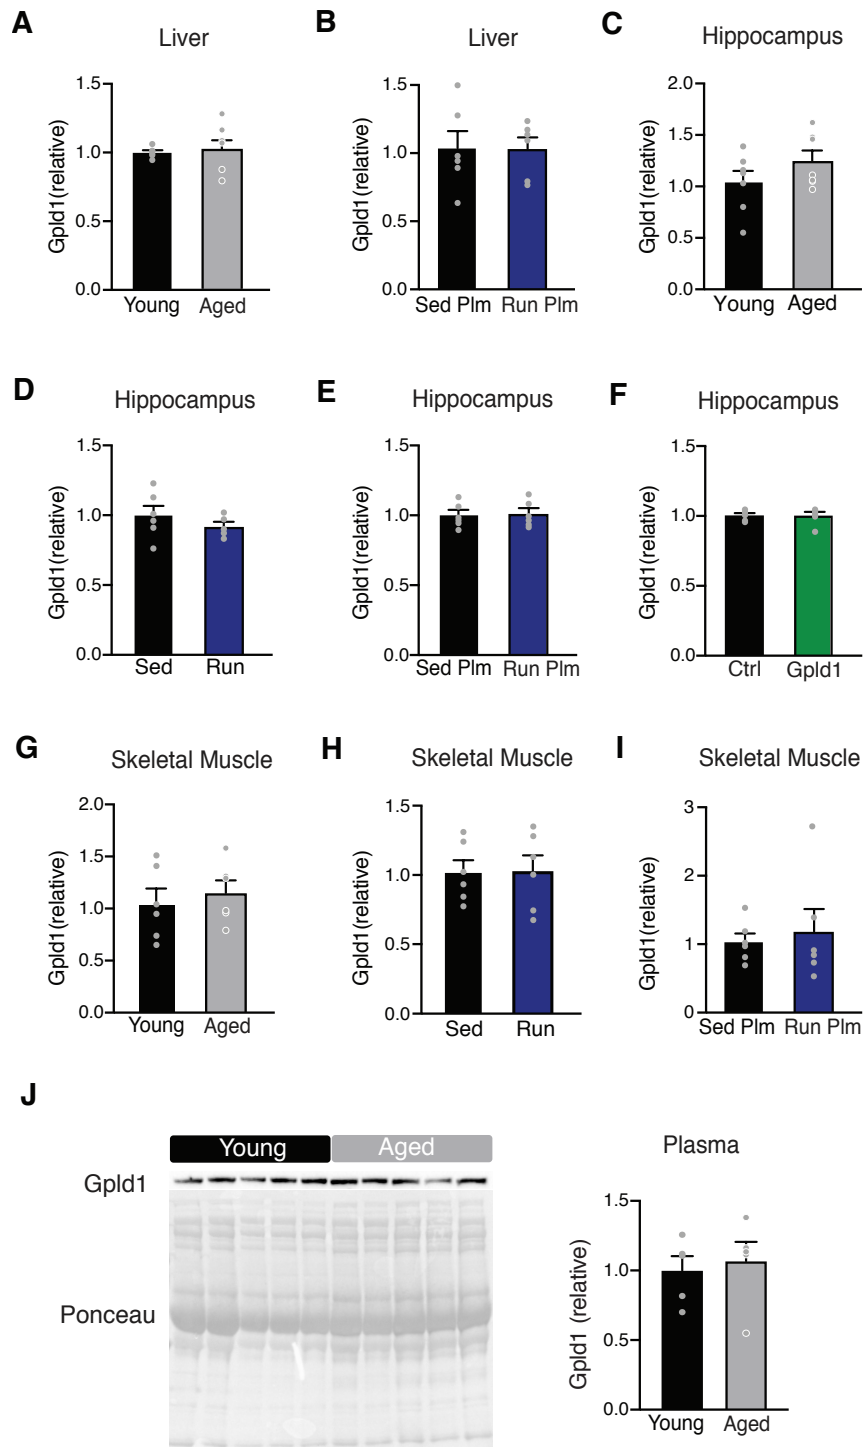 A
Liver
Gpld1(relative)
1.5
1.0
0.5
0.0
Young Aged
B
Liver
Gpld1(relative)
1.5
1.0
0.5
0.0
Sed Plm Run Plm
C
Hippocampus
Gpld1(relative)
2.0
1.5
1.0
0.5
0.0
Young Aged
D
Hippocampus
Gpld1(relative)
1.5
1.0
0.5
0.0
Sed Run
E
Hippocampus
Gpld1(relative)
1.5
1.0
0.5
0.0
Sed Plm Run Plm
F
Hippocampus
Gpld1(relative)
1.5
1.0
0.5
0.0
Ctrl Gpld1
G
Skeletal Muscle
Gpld1(relative)
2.0
1.5
1.0
0.5
0.0
Young Aged
H
Skeletal Muscle
Gpld1(relative)
1.5
1.0
0.5
0.0
Sed Run
I
Skeletal Muscle
Gpld1(relative)
3
2
1
0
Sed Plm Run Plm
J
Young Aged
Gpld1
Ponceau
Plasma
Gpld1 (relative)
1.5
1.0
0.5
0.0
Young Aged